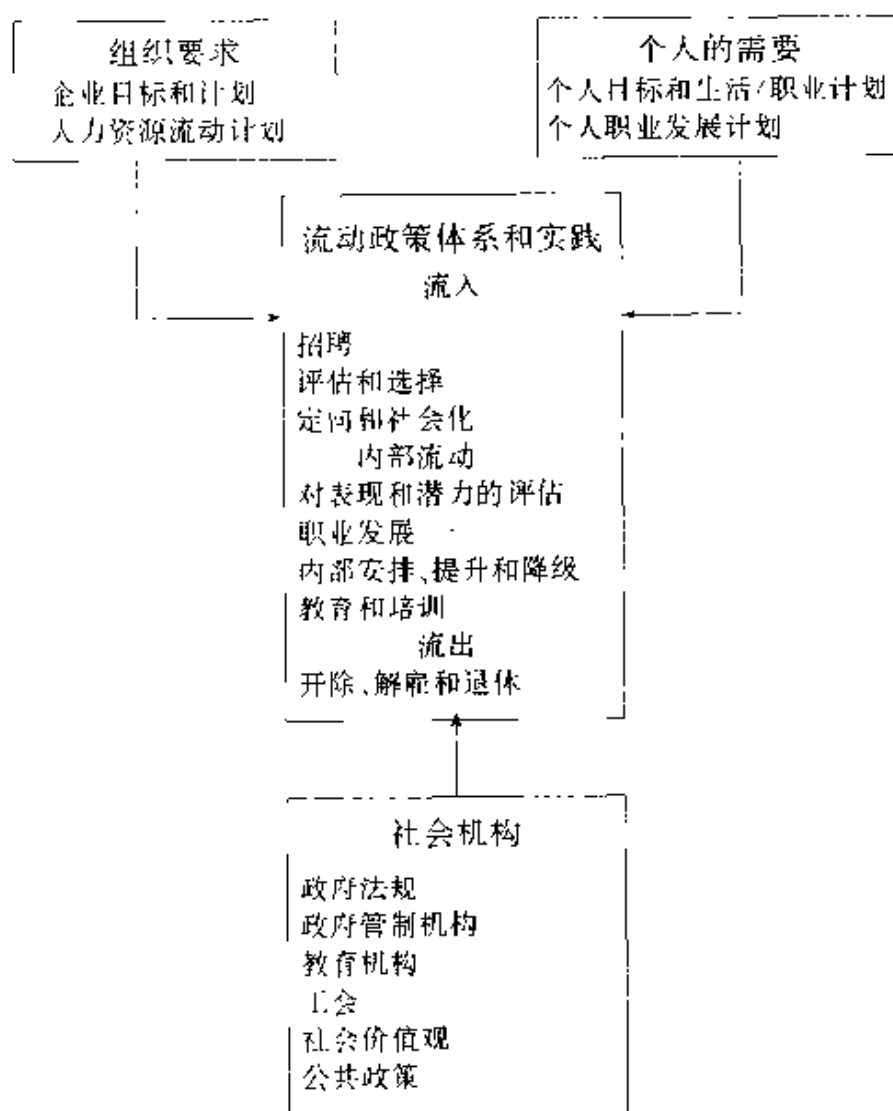 组织要求
企业目标和计划
人力资源流动计划
个人的需要
个人目标和生活/职业计划
个人职业发展计划
流动政策体系和实践
流入
招聘
评估和选择
定向和社会化
内部流动
对表现和潜力的评估
职业发展
内部安排、提升和降级
教育和培训
流出
开除、解雇和退休
社会机构
政府法规
政府管制机构
教育机构
工会
社会价值观
公共政策